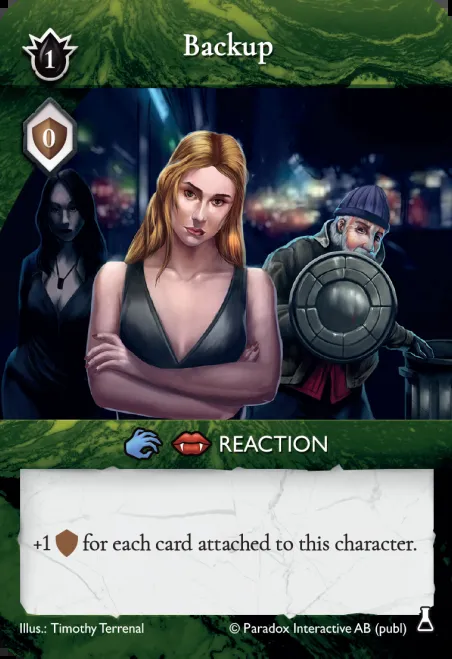 Backup
1
0
REACTION
+1 for each card attached to this character.
Illus.: Timothy Terrenal
© Paradox Interactive AB (publ)